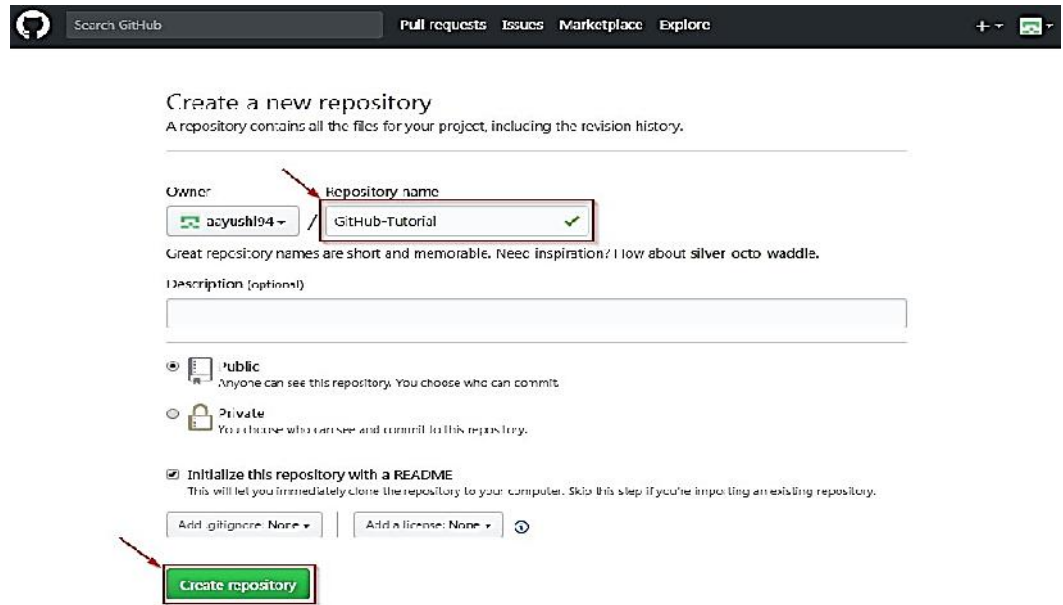 Search GitHub
Pull requests Issues Marketplace Explore
Create a new repository
A repository contains all the files for your project, including the revision history.
Owner
Repository name
aayushi94 / GitHub-Tutorial
Great repository names are short and memorable. Need inspiration? How about silver octo waddle.
Description (optional)
Public
Anyone can see this repository. You choose who can commit.
Private
You choose who can see and commit to this repository.
Initialize this repository with a README
This will let you immediately clone the repository to your computer. Skip this step if you're importing an existing repository.
Add .gitignore: None
Add a license: None
Create repository